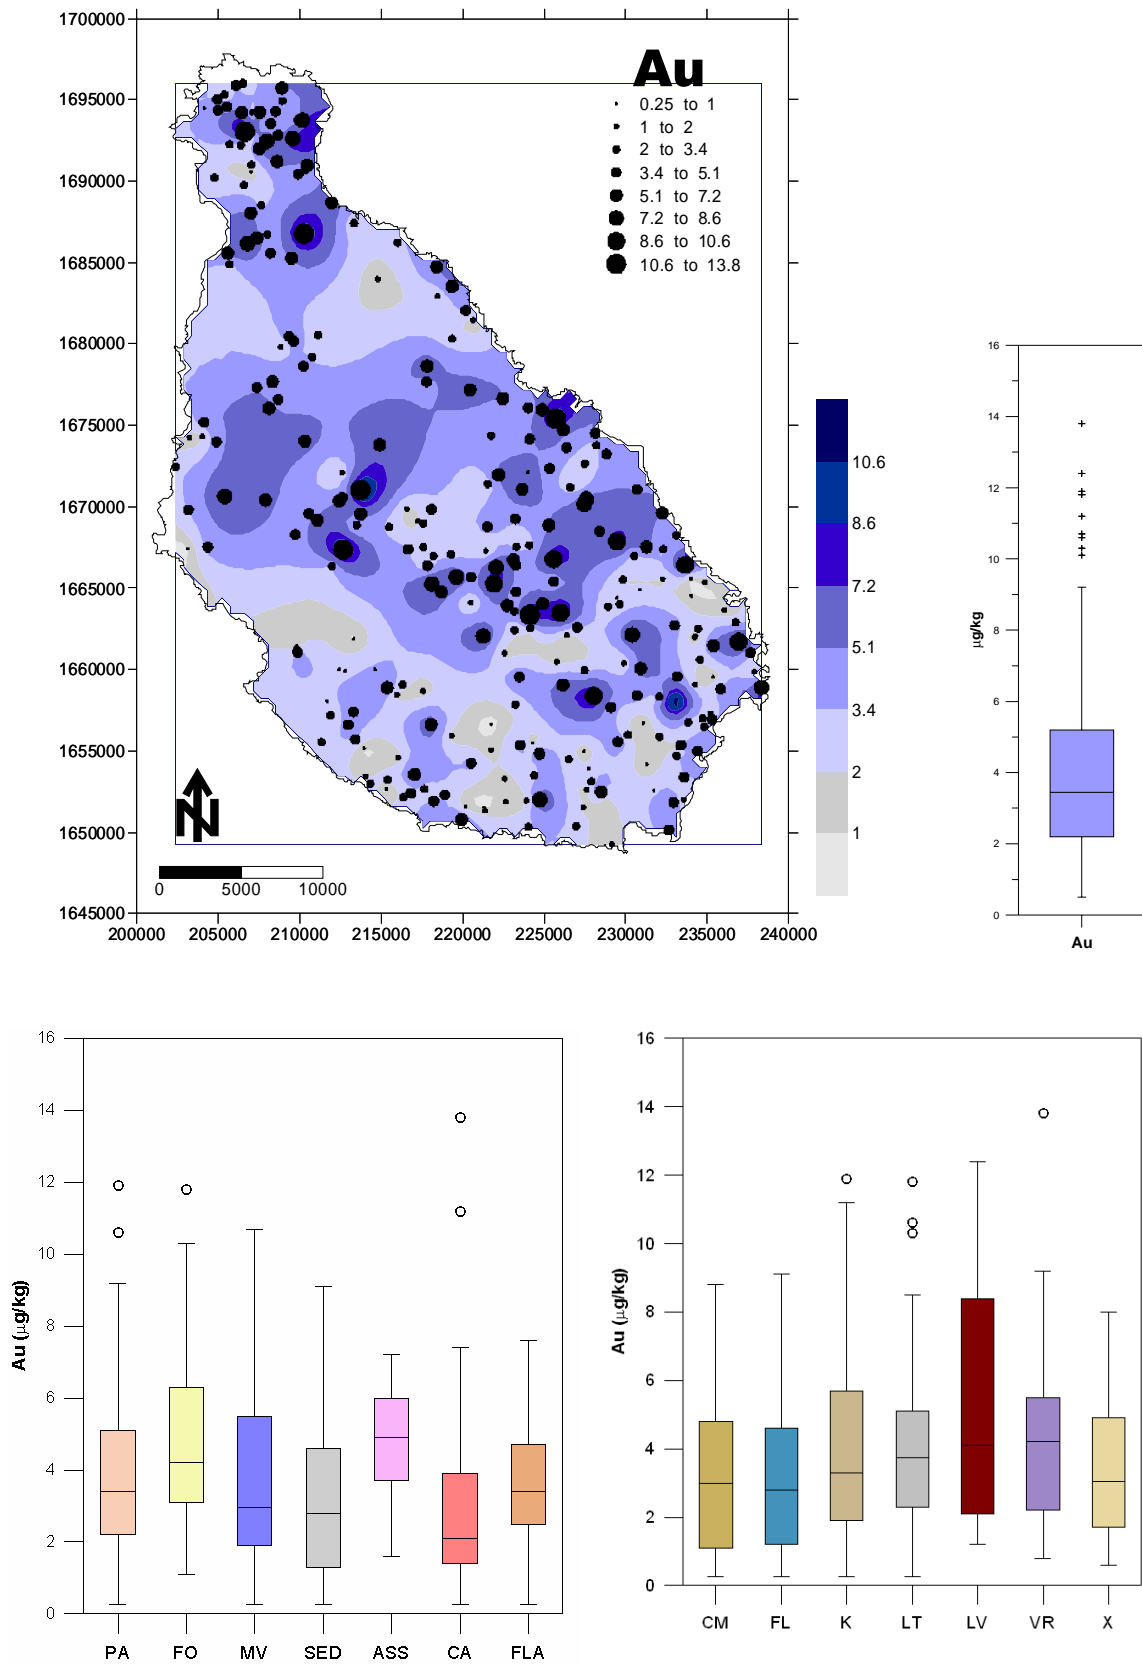 1700000
1695000
1690000
1685000
1680000
1675000
1670000
1665000
1660000
1655000
1650000
1645000
200000 205000 210000 215000 220000 225000 230000 235000 240000
Au
0.25 to 1
1 to 2
2 to 3.4
3.4 to 5.1
5.1 to 7.2
7.2 to 8.6
8.6 to 10.6
10.6 to 13.8
N
0 5000 10000
10.6
8.6
7.2
5.1
3.4
2
1
16
14
12
10
8
6
4
2
0
µg/kg
Au
16
14
12
10
8
6
4
2
0
Au (µg/kg)
PA FO MV SED ASS CA FLA
16
14
12
10
8
6
4
2
0
Au (µg/kg)
CM FL K LT LV VR X